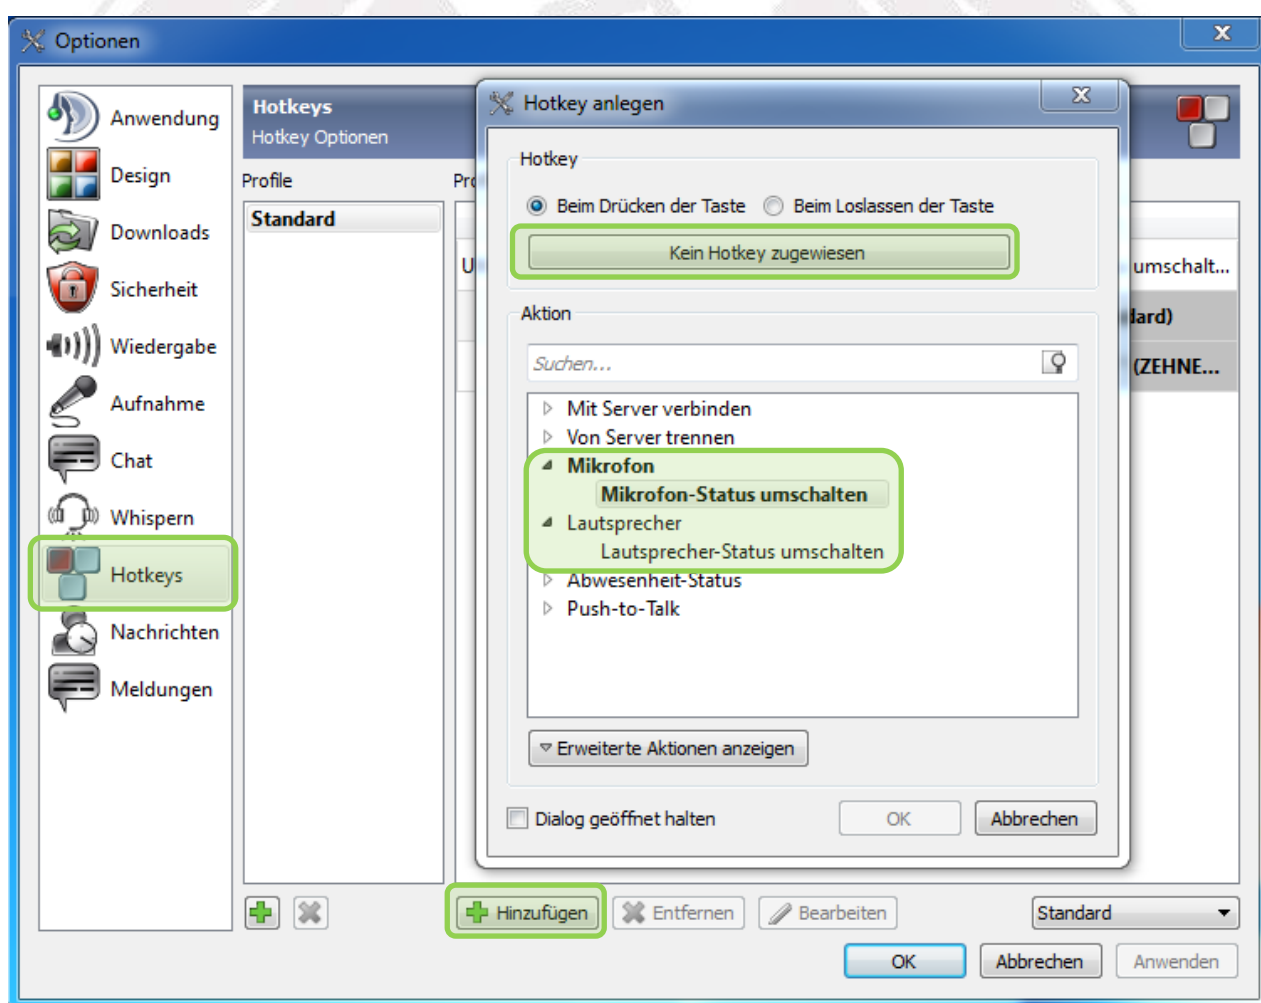 Optionen
Anwendung
Design
Downloads
Sicherheit
Wiedergabe
Aufnahme
Chat
Whispern
Hotkeys
Nachrichten
Meldungen
Hotkeys
Hotkey Optionen
Profile
Standard
Pro
U
umschalt...
dard)
(ZEHNE...
Hotkey anlegen
Hotkey
Beim Drücken der Taste Beim Loslassen der Taste
Kein Hotkey zugewiesen
Aktion
Suchen...
Mit Server verbinden
Von Server trennen
Mikrofon
Mikrofon-Status umschalten
Lautsprecher
Lautsprecher-Status umschalten
Abwesenheit-Status
Push-to-Talk
Erweiterte Aktionen anzeigen
Dialog geöffnet halten
OK Abbrechen
Hinzufügen Entfernen Bearbeiten Standard
OK Abbrechen Anwenden